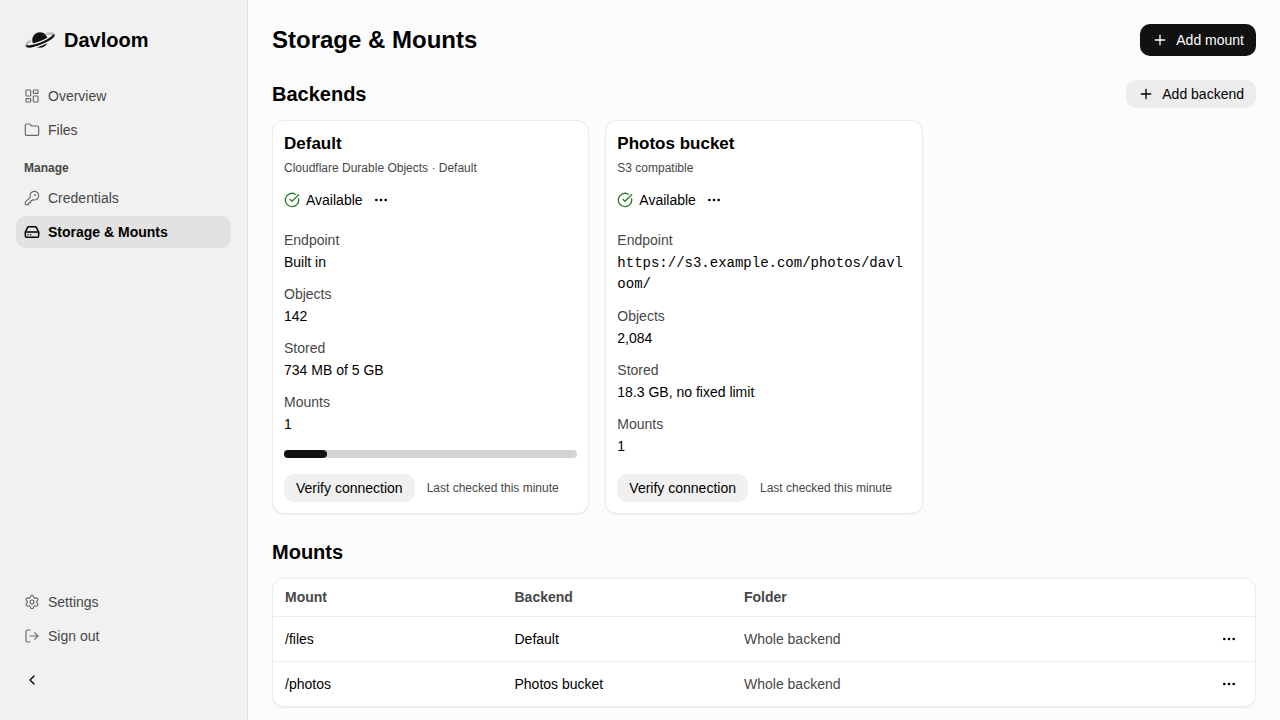 Davloom
Overview
Files
Manage
Credentials
Storage & Mounts
Settings
Sign out
Storage & Mounts
Add mount
Backends
Add backend
Default
Cloudflare Durable Objects · Default
Available
Endpoint
Built in
Objects
142
Stored
734 MB of 5 GB
Mounts
1
Verify connection
Last checked this minute
Photos bucket
S3 compatible
Available
Endpoint
https://s3.example.com/photos/davl
oom/
Objects
2,084
Stored
18.3 GB, no fixed limit
Mounts
1
Verify connection
Last checked this minute
Mounts
Mount Backend Folder
/files Default Whole backend
/photos Photos bucket Whole backend